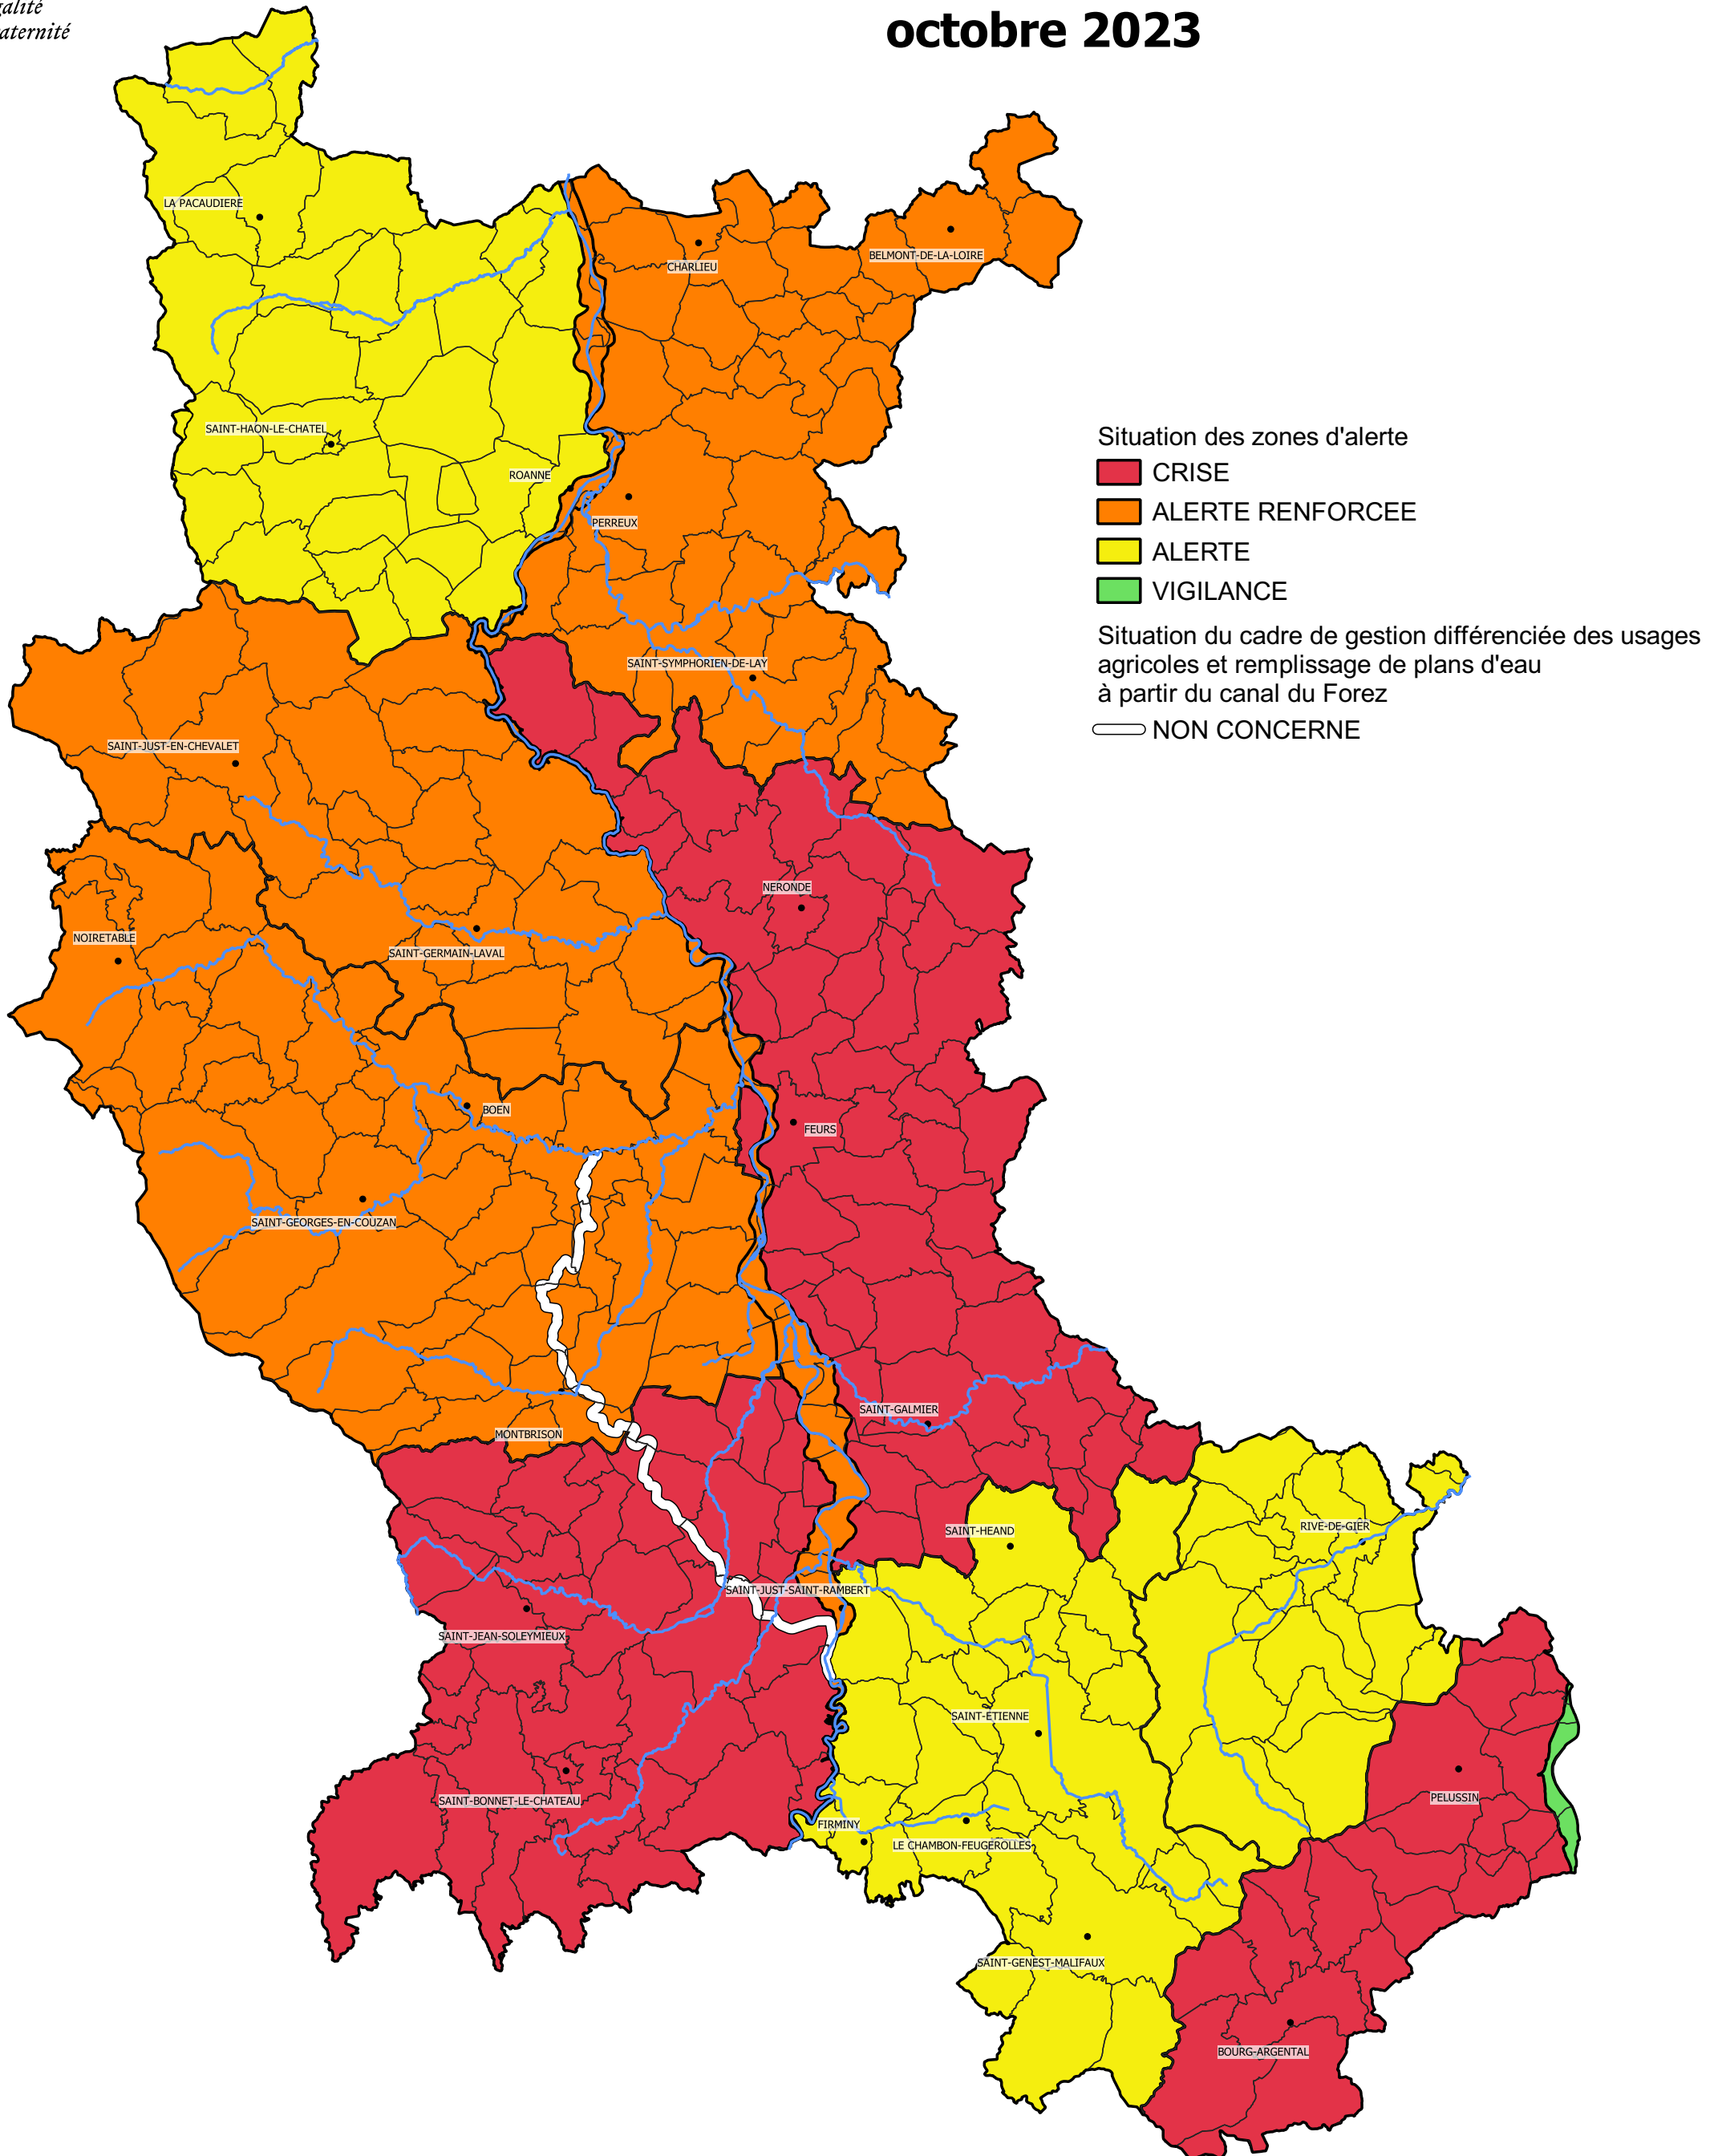 galité
aternité
octobre 2023
LA PACAUDIERE
CHARLIEU
BELMONT-DE-LA-LOIRE
SAINT-HAON-LE-CHATEL
ROANNE
PERREUX
Situation des zones d'alerte
CRISE
ALERTE RENFORCEE
ALERTE
VIGILANCE
Situation du cadre de gestion différenciée des usages
agricoles et remplissage de plans d'eau
à partir du canal du Forez
NON CONCERNE
SAINT-SYMPHORIEN-DE-LAY
SAINT-JUST-EN-CHEVALET
NERONDE
NOIRETABLE
SAINT-GERMAIN-LAVAL
BOEN
FEURS
SAINT-GEORGES-EN-COUZAN
SAINT-GALMIER
MONTBRISON
SAINT-HEAND
RIVE-DE-GIER
SAINT-JUST-SAINT-RAMBERT
SAINT-JEAN-SOLEYMIEUX
SAINT-ETIENNE
PELUSSIN
SAINT-BONNET-LE-CHATEAU
FIRMINY
LE CHAMBON-FEUGEROLLES
SAINT-GENEST-MALIFAUX
BOURG-ARGENTAL